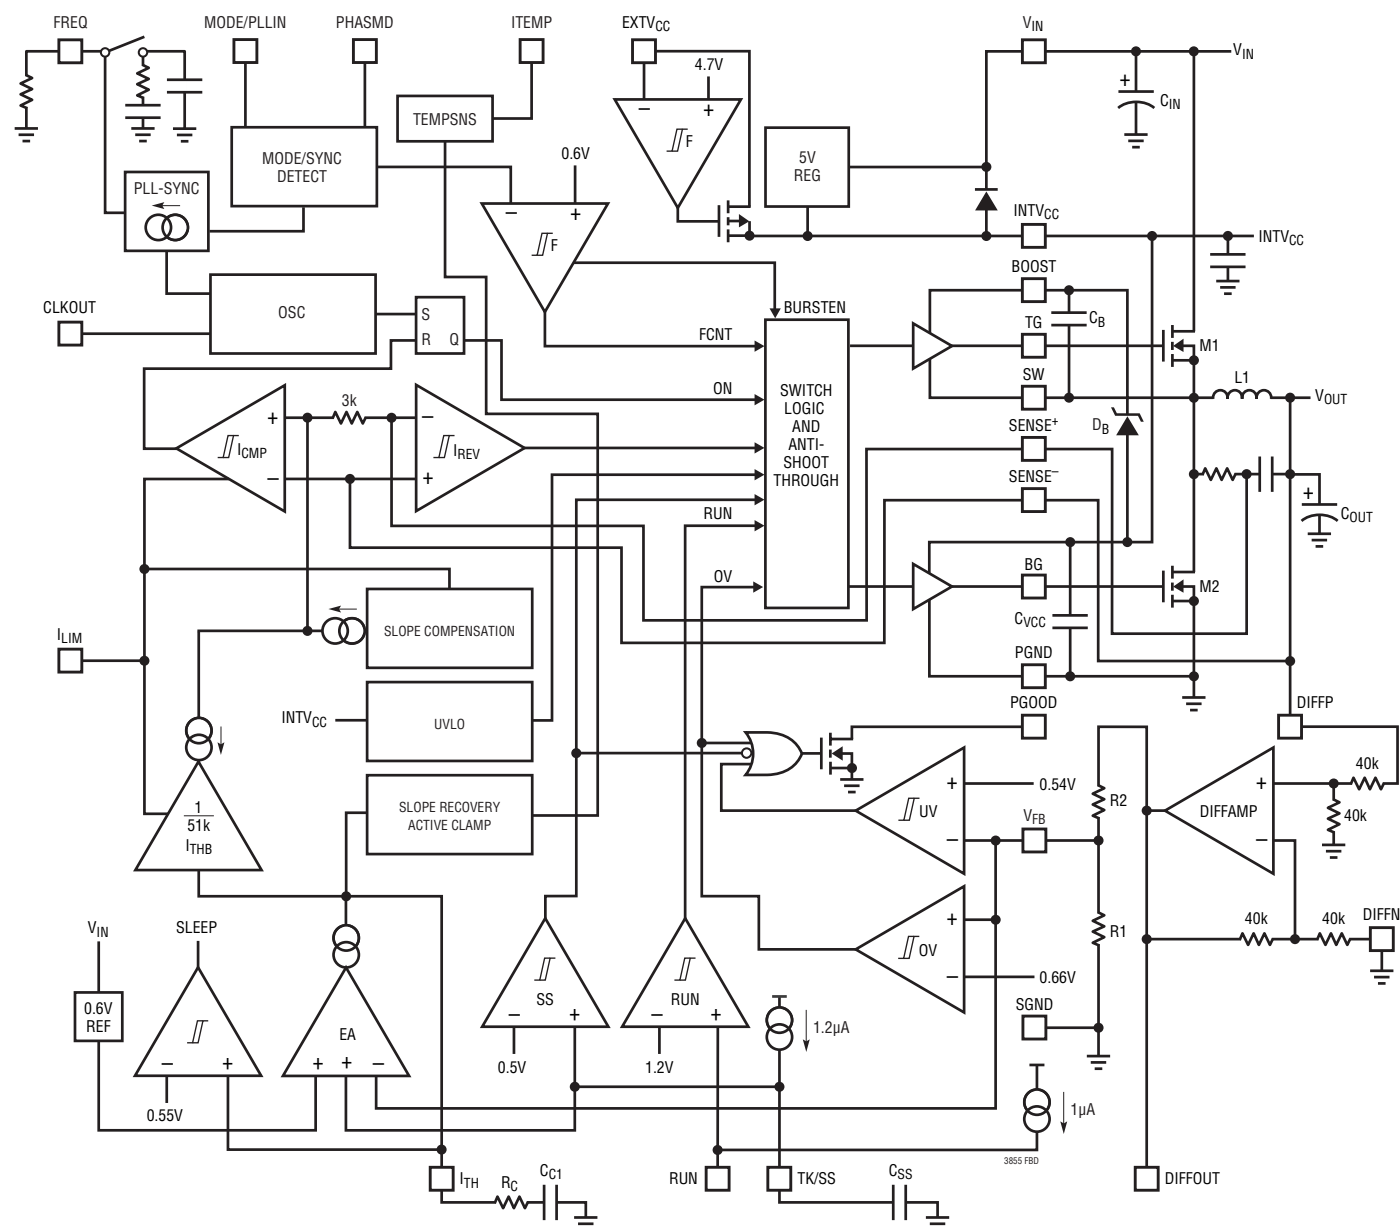 FREQ
MODE/PLLIN
PHASMD
ITEMP
EXTVCC
VIN
VIN
4.7V
+
CIN
TEMPSNS
−
+
F
MODE/SYNC
DETECT
0.6V
5V
REG
PLL-SYNC
−
+
F
INTVCC
INTVCC
BOOST
CLKOUT
OSC
S
R
Q
BURSTEN
FCNT
TG
CB
M1
ON
SWITCH
LOGIC
AND
ANTI-
SHOOT
THROUGH
SW
L1
VOUT
3k
+
−
ICMP
−
+
IREV
SENSE+
DB
SENSE−
+
COUT
RUN
OV
BG
M2
CVCC
SLOPE COMPENSATION
ILIM
PGND
INTVCC
UVLO
PGOOD
DIFFP
40k
SLOPE RECOVERY
ACTIVE CLAMP
+
−
UV
0.54V
R2
VFB
DIFFAMP
+
−
40k
1
51k
ITHB
VIN
SLEEP
+
−
OV
0.66V
R1
40k
40k
DIFFN
0.6V
REF
SS
−
+
RUN
−
+
SGND
EA
+
+
−
−
+
1.2µA
0.5V
1.2V
0.55V
1µA
3855 FBD
ITH
RC
CC1
RUN
TK/SS
CSS
DIFFOUT